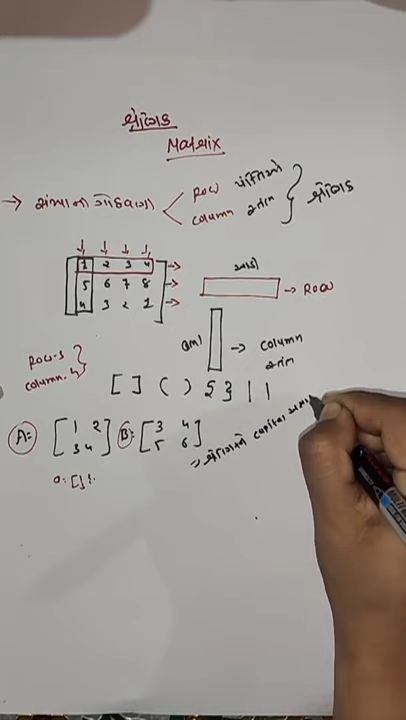 શ્રેણિક
Matrix
→ સંખ્યાની ગોઠવણી Row પંક્તિઓ
column સ્તંભ } શ્રેણિક
1 2 3 4 →
5 6 7 8 →
4 3 2 1 →
આડી → Row
ઊભી → column
સ્તંભ
Row-3
column-4
[ ] ( ) { } | |
A = [1 2 B = [3 4
3 4] 5 6]
a = [ ]
⇒ શ્રેણિકને capital